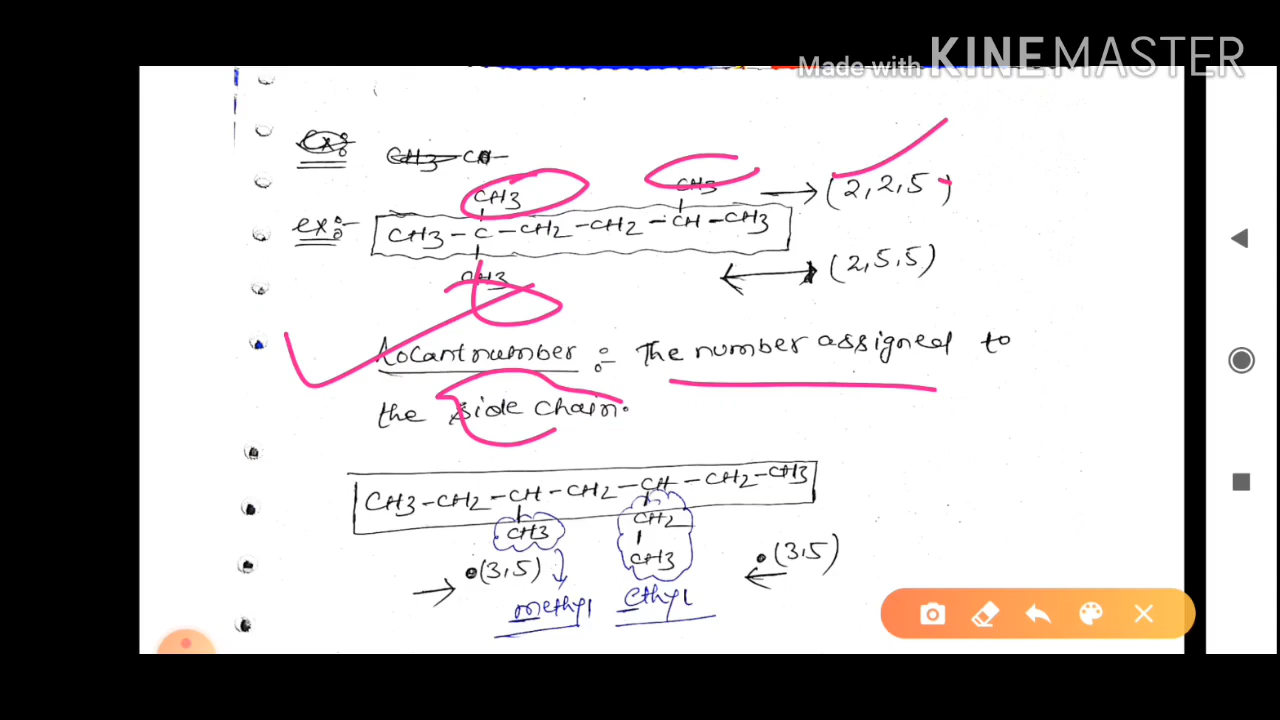 Made with KINEMASTER
ex:
CH3-CH-
CH3 CH3 → (2,2,5)
ex:- CH3-C-CH2-CH2-CH-CH3
CH3 (2,5,5)
Locant number :- The number assigned to
the side chain.
CH3-CH2-CH-CH2-CH-CH2-CH3
CH3 CH2
CH3
→ (3,5) ← (3,5)
methyl ethyl